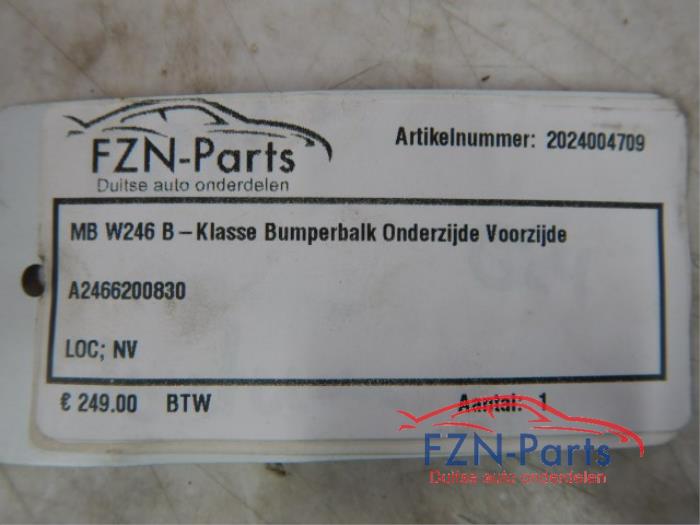 FZN-Parts
Duitse auto onderdelen
Artikelnummer: 2024004709
MB W246 B-Klasse Bumperbalk Onderzijde Voorzijde
A2466200830
LOC; NV
€ 249.00 BTW Aantal: 1
FZN-Parts
Duitse auto onderdelen